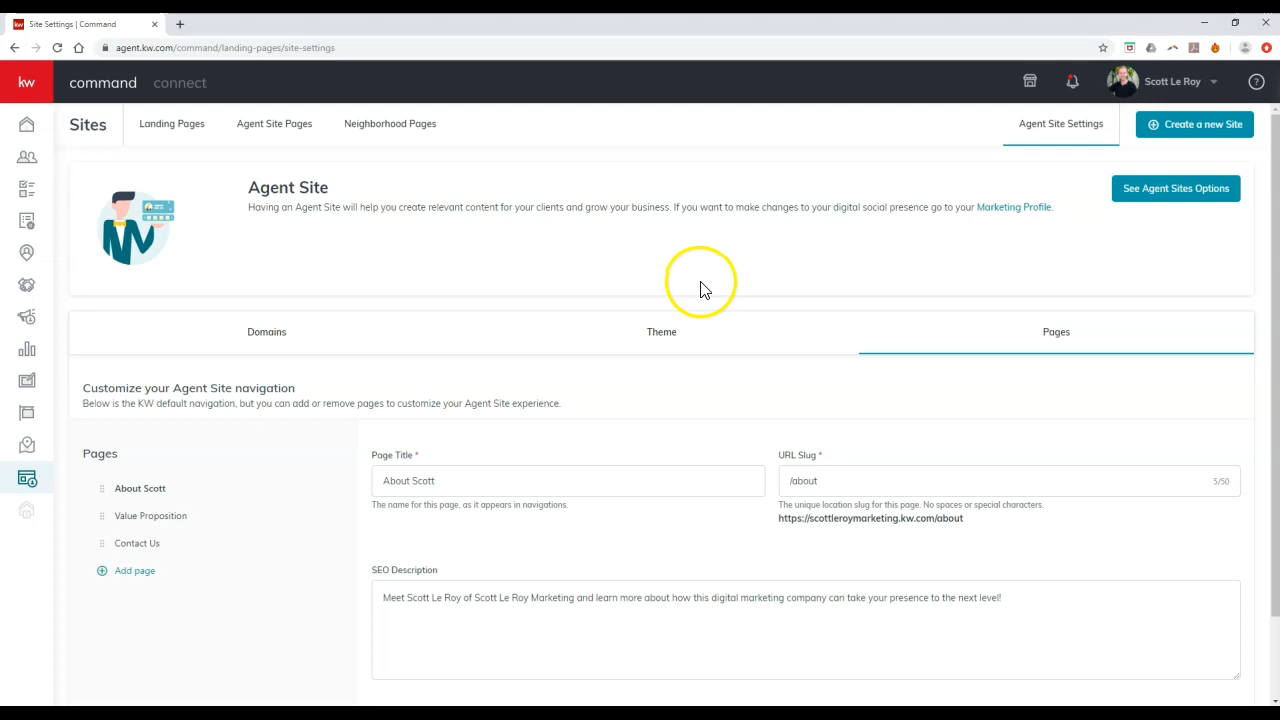 kw Site Settings | Command
agent.kw.com/command/landing-pages/site-settings
kw command connect Scott Le Roy ?
Sites Landing Pages Agent Site Pages Neighborhood Pages Agent Site Settings Create a new Site
Agent Site See Agent Sites Options
Having an Agent Site will help you create relevant content for your clients and grow your business. If you want to make changes to your digital social presence go to your Marketing Profile.
KW
Domains Theme Pages
Customize your Agent Site navigation
Below is the KW default navigation, but you can add or remove pages to customize your Agent Site experience.
Pages
About Scott
Value Proposition
Contact Us
Add page
Page Title * URL Slug *
About Scott /about 5/50
The name for this page, as it appears in navigations. The unique location slug for this page. No spaces or special characters.
https://scottleroymarketing.kw.com/about
SEO Description
Meet Scott Le Roy of Scott Le Roy Marketing and learn more about how this digital marketing company can take your presence to the next level!